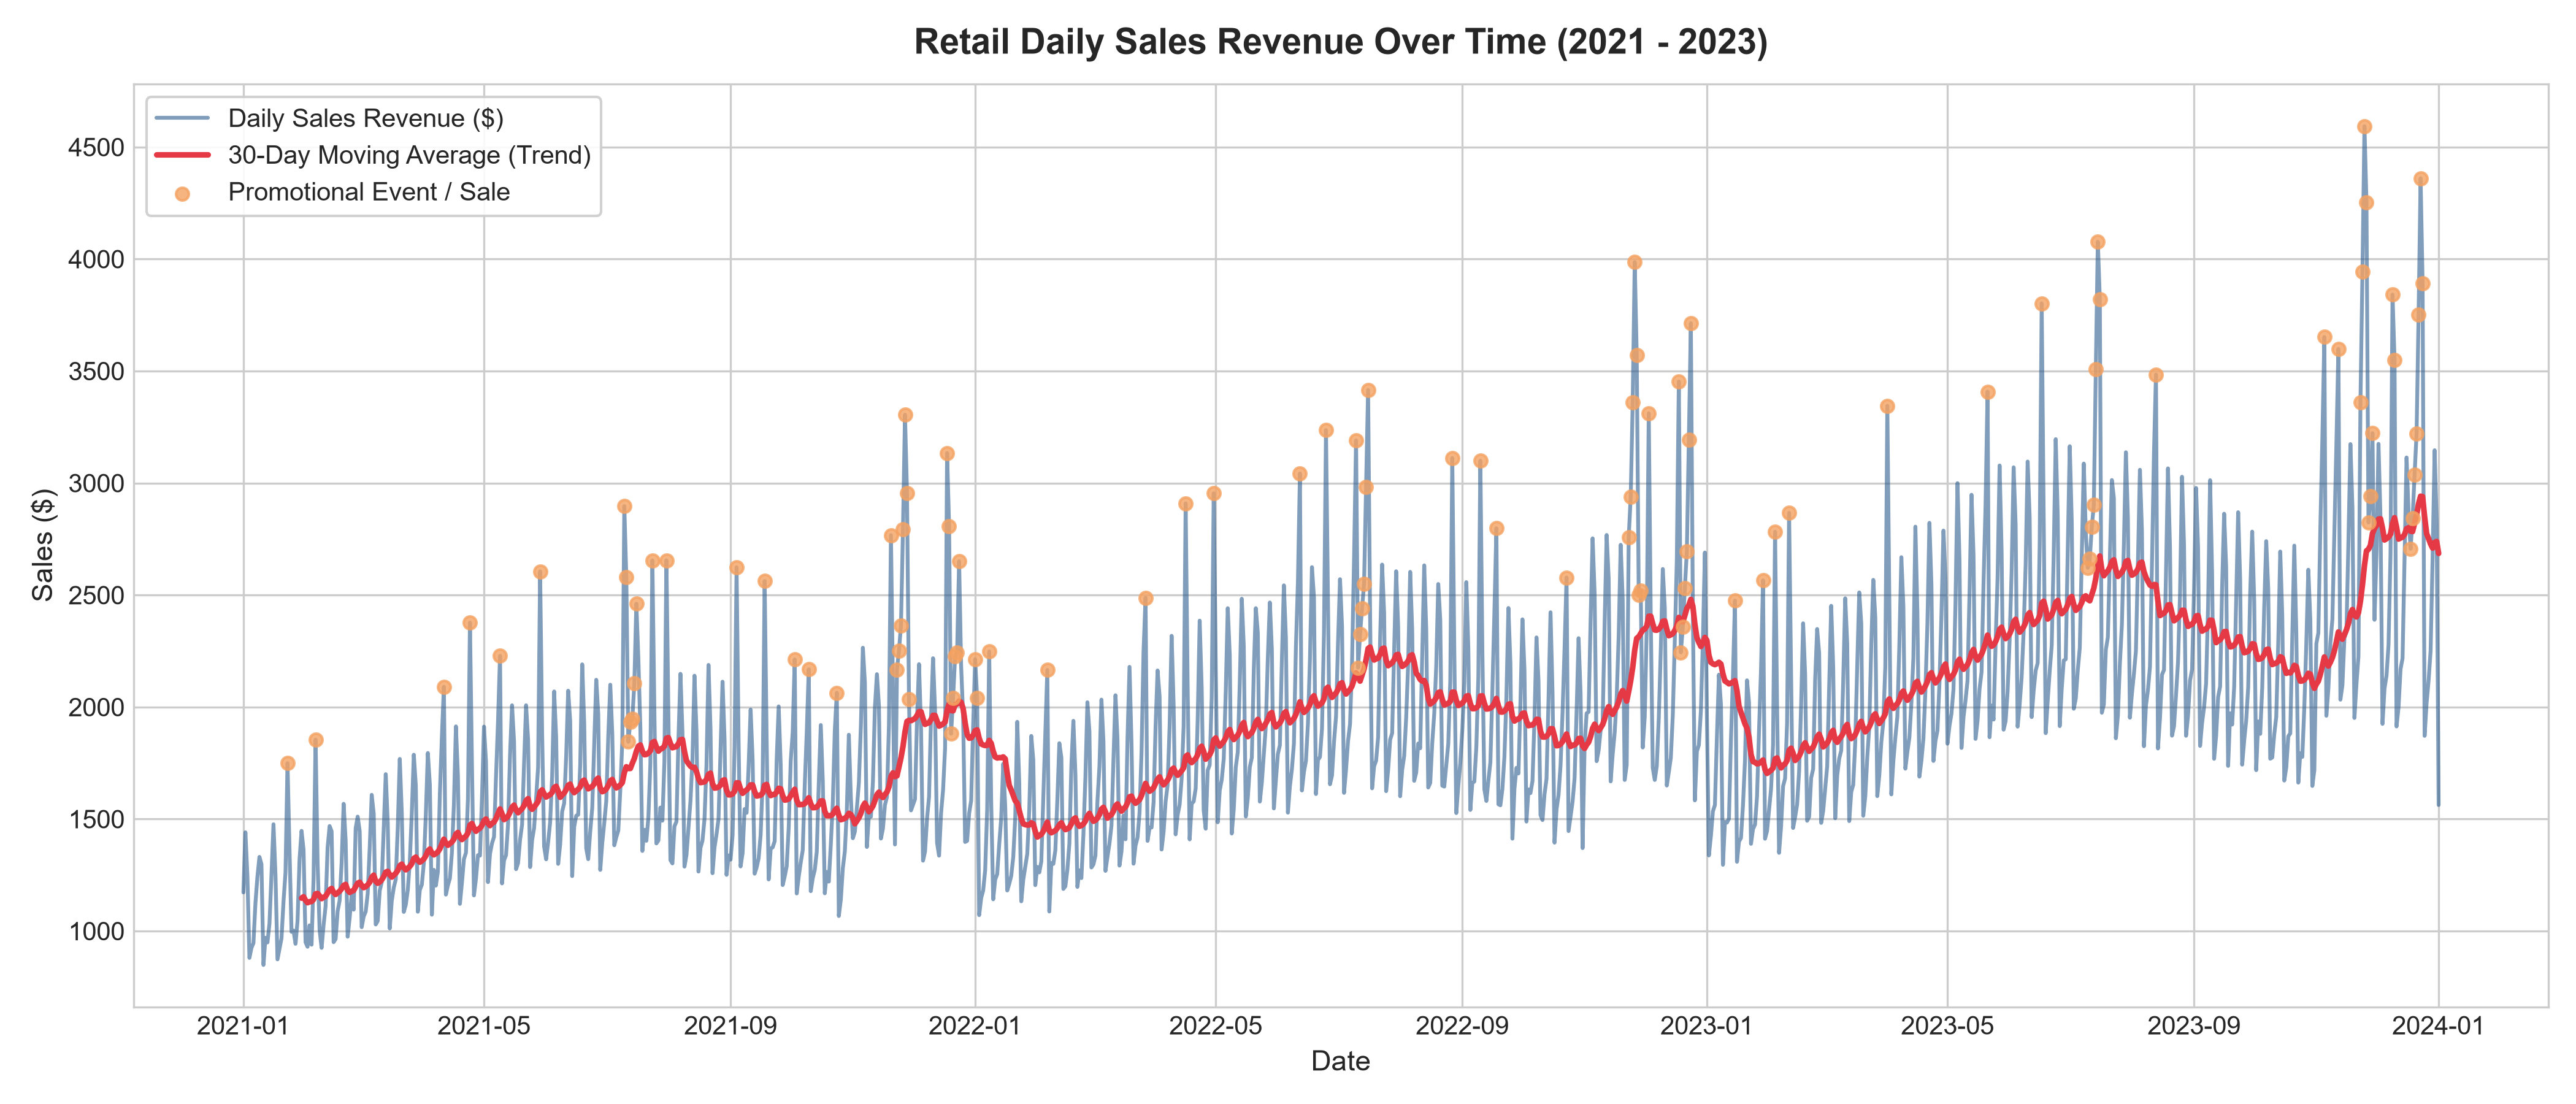 Retail Daily Sales Revenue Over Time (2021 - 2023)
Daily Sales Revenue ($)
30-Day Moving Average (Trend)
Promotional Event / Sale
Sales ($)
4500
4000
3500
3000
2500
2000
1500
1000
2021-01 2021-05 2021-09 2022-01 2022-05 2022-09 2023-01 2023-05 2023-09 2024-01
Date